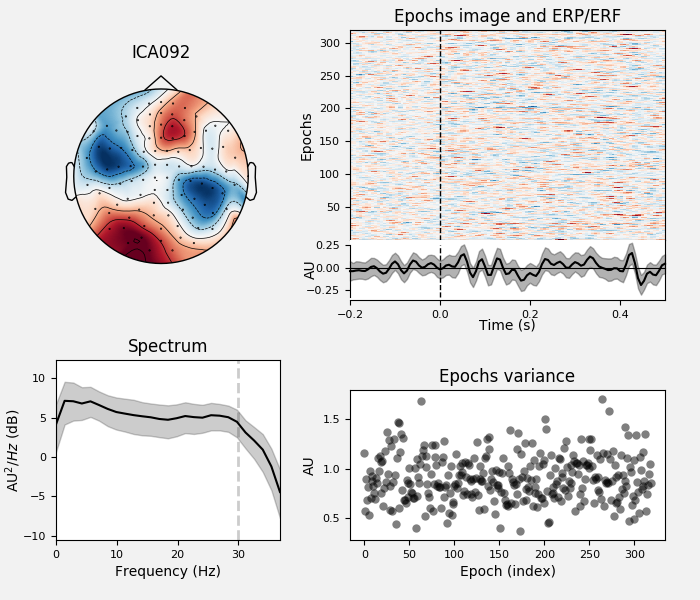 ICA092
Epochs image and ERP/ERF
Epochs
300
250
200
150
100
50
AU
0.25
0.00
−0.25
−0.2
0.0
0.2
0.4
Time (s)
Spectrum
AU²/Hz (dB)
10
5
0
−5
−10
0
10
20
30
Frequency (Hz)
Epochs variance
AU
1.5
1.0
0.5
0
50
100
150
200
250
300
Epoch (index)